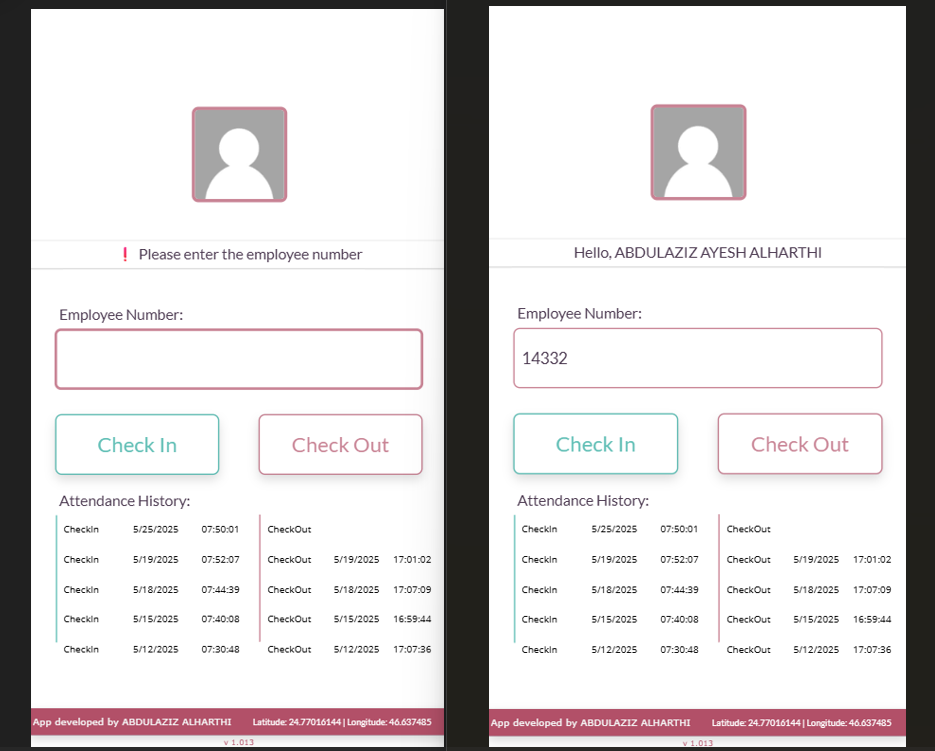 ❗ Please enter the employee number
Employee Number:
Check In Check Out
Attendance History:
CheckIn 5/25/2025 07:50:01 CheckOut
CheckIn 5/19/2025 07:52:07 CheckOut 5/19/2025 17:01:02
CheckIn 5/18/2025 07:44:39 CheckOut 5/18/2025 17:07:09
CheckIn 5/15/2025 07:40:08 CheckOut 5/15/2025 16:59:44
CheckIn 5/12/2025 07:30:48 CheckOut 5/12/2025 17:07:36
App developed by ABDULAZIZ ALHARTHI Latitude: 24.77016144 | Longitude: 46.637485
v 1.013
Hello, ABDULAZIZ AYESH ALHARTHI
Employee Number:
14332
Check In Check Out
Attendance History:
CheckIn 5/25/2025 07:50:01 CheckOut
CheckIn 5/19/2025 07:52:07 CheckOut 5/19/2025 17:01:02
CheckIn 5/18/2025 07:44:39 CheckOut 5/18/2025 17:07:09
CheckIn 5/15/2025 07:40:08 CheckOut 5/15/2025 16:59:44
CheckIn 5/12/2025 07:30:48 CheckOut 5/12/2025 17:07:36
App developed by ABDULAZIZ ALHARTHI Latitude: 24.77016144 | Longitude: 46.637485
v 1.013